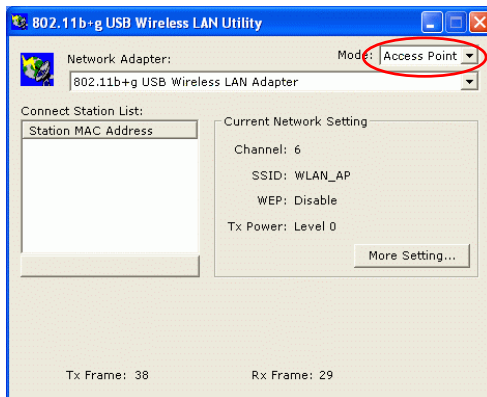 802.11b+g USB Wireless LAN Utility
Network Adapter:
Mode: Access Point
802.11b+g USB Wireless LAN Adapter
Connect Station List:
Station MAC Address
Current Network Setting
Channel: 6
SSID: WLAN_AP
WEP: Disable
Tx Power: Level 0
More Setting...
Tx Frame: 38
Rx Frame: 29